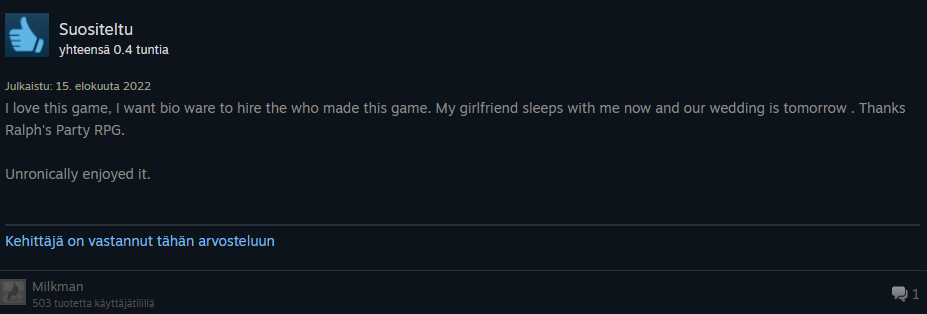 Suositeltu
yhteensä 0.4 tuntia
Julkaistu: 15. elokuuta 2022
I love this game, I want bio ware to hire the who made this game. My girlfriend sleeps with me now and our wedding is tomorrow . Thanks
Ralph's Party RPG.
Unronically enjoyed it.
Kehittäjä on vastannut tähän arvosteluun
Milkman
503 tuotetta käyttäjätilillä
1